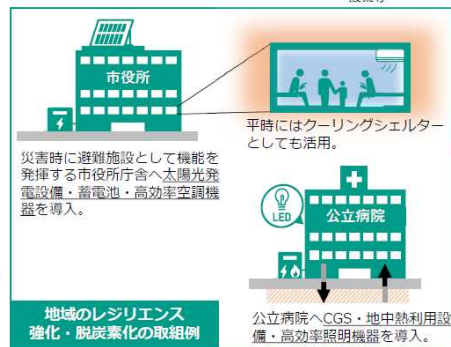 市役所
平時にはクーリングシェルター
としても活用。
災害時に避難施設として機能を
発揮する市役所庁舎へ太陽光発
電設備・蓄電池・高効率空調機
器を導入。
LED
公立病院
地域のレジリエンス
強化・脱炭素化の取組例
公立病院へCGS・地中熱利用設
備・高効率照明機器を導入。